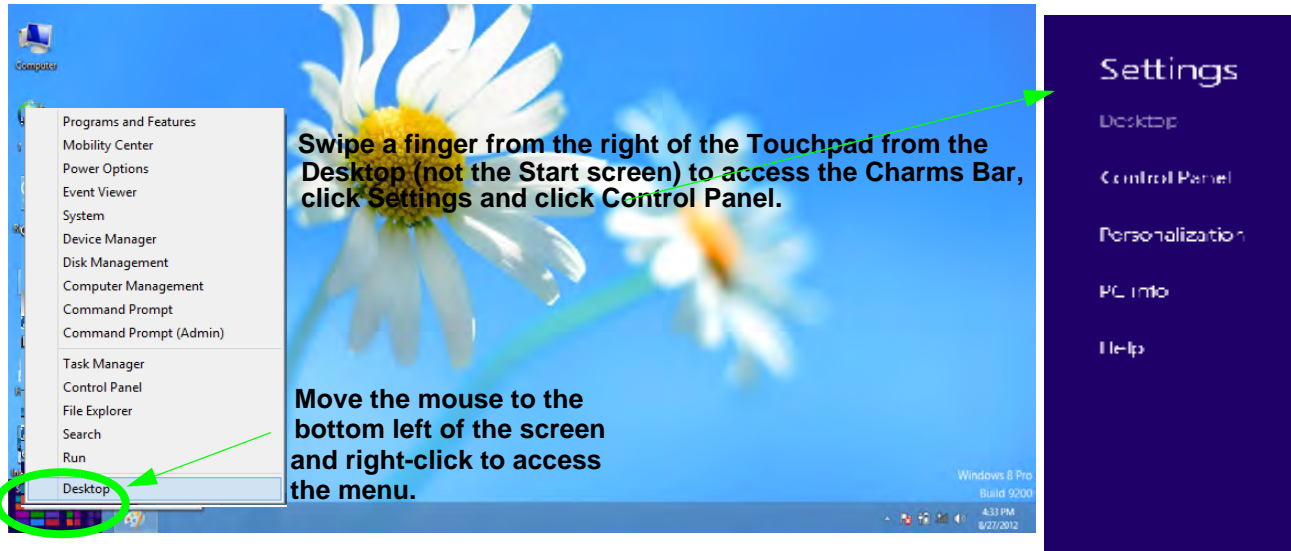 Computer
Programs and Features
Mobility Center
Power Options
Event Viewer
System
Device Manager
Disk Management
Computer Management
Command Prompt
Command Prompt (Admin)
Task Manager
Control Panel
File Explorer
Search
Run
Desktop
Swipe a finger from the right of the Touchpad from the
Desktop (not the Start screen) to access the Charms Bar,
click Settings and click Control Panel.
Move the mouse to the
bottom left of the screen
and right-click to access
the menu.
Windows 8 Pro
Build 9200
4:33 PM
8/27/2012
Settings
Desktop
Control Panel
Personalization
PC info
Help